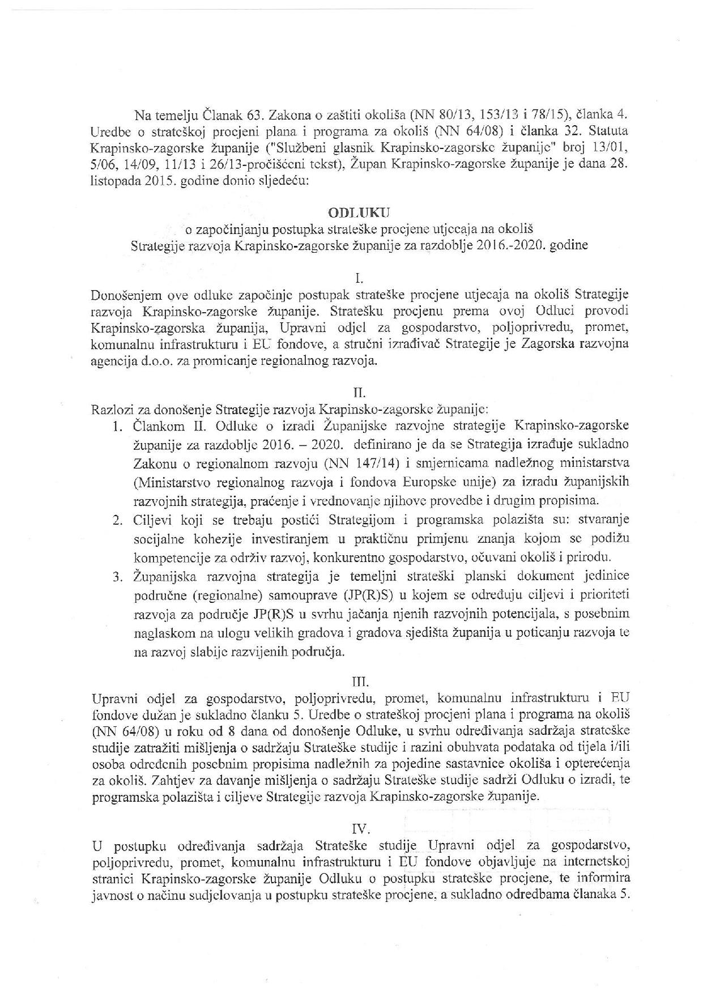 Na temelju Članak 63. Zakona o zaštiti okoliša (NN 80/13, 153/13 i 78/15), članka 4.
Uredbe o strateškoj procjeni plana i programa za okoliš (NN 64/08) i članka 32. Statuta
Krapinsko-zagorske županije ("Službeni glasnik Krapinsko-zagorske županije" broj 13/01,
5/06, 14/09, 11/13 i 26/13-pročišćeni tekst), Župan Krapinsko-zagorske županije je dana 28.
listopada 2015. godine donio sljedeću:
ODLUKU
o započinjanju postupka strateške procjene utjecaja na okoliš
Strategije razvoja Krapinsko-zagorske županije za razdoblje 2016.-2020. godine
I.
Donošenjem ove odluke započinje postupak strateške procjene utjecaja na okoliš Strategije
razvoja Krapinsko-zagorske županije. Stratešku procjenu prema ovoj Odluci provodi
Krapinsko-zagorska županija, Upravni odjel za gospodarstvo, poljoprivredu, promet,
komunalnu infrastrukturu i EU fondove, a stručni izrađivač Strategije je Zagorska razvojna
agencija d.o.o. za promicanje regionalnog razvoja.
II.
Razlozi za donošenje Strategije razvoja Krapinsko-zagorske županije:
1. Člankom II. Odluke o izradi Županijske razvojne strategije Krapinsko-zagorske
županije za razdoblje 2016. – 2020. definirano je da se Strategija izrađuje sukladno
Zakonu o regionalnom razvoju (NN 147/14) i smjernicama nadležnog ministarstva
(Ministarstvo regionalnog razvoja i fondova Europske unije) za izradu županijskih
razvojnih strategija, praćenje i vrednovanje njihove provedbe i drugim propisima.
2. Ciljevi koji se trebaju postići Strategijom i programska polazišta su: stvaranje
socijalne kohezije investiranjem u praktičnu primjenu znanja kojom se podižu
kompetencije za održiv razvoj, konkurentno gospodarstvo, očuvani okoliš i prirodu.
3. Županijska razvojna strategija je temeljni strateški planski dokument jedinice
područne (regionalne) samouprave (JP(R)S) u kojem se određuju ciljevi i prioriteti
razvoja za područje JP(R)S u svrhu jačanja njenih razvojnih potencijala, s posebnim
naglaskom na ulogu velikih gradova i gradova sjedišta županija u poticanju razvoja te
na razvoj slabije razvijenih područja.
III.
Upravni odjel za gospodarstvo, poljoprivredu, promet, komunalnu infrastrukturu i EU
fondove dužan je sukladno članku 5. Uredbe o strateškoj procjeni plana i programa na okoliš
(NN 64/08) u roku od 8 dana od donošenje Odluke, u svrhu određivanja sadržaja strateške
studije zatražiti mišljenja o sadržaju Strateške studije i razini obuhvata podataka od tijela i/ili
osoba određenih posebnim propisima nadležnih za pojedine sastavnice okoliša i opterećenja
za okoliš. Zahtjev za davanje mišljenja o sadržaju Strateške studije sadrži Odluku o izradi, te
programska polazišta i ciljeve Strategije razvoja Krapinsko-zagorske županije.
IV.
U postupku određivanja sadržaja Strateške studije Upravni odjel za gospodarstvo,
poljoprivredu, promet, komunalnu infrastrukturu i EU fondove objavljuje na internetskoj
stranici Krapinsko-zagorske županije Odluku o postupku strateške procjene, te informira
javnost o načinu sudjelovanja u postupku strateške procjene, a sukladno odredbama članaka 5.